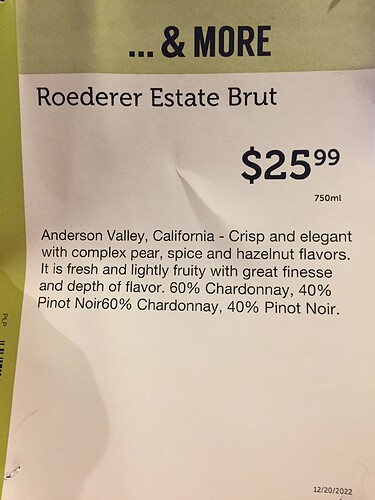 ... & MORE
Roederer Estate Brut
$25⁹⁹
750ml
Anderson Valley, California - Crisp and elegant
with complex pear, spice and hazelnut flavors.
It is fresh and lightly fruity with great finesse
and depth of flavor. 60% Chardonnay, 40%
Pinot Noir60% Chardonnay, 40% Pinot Noir.
PLP
12/20/2022